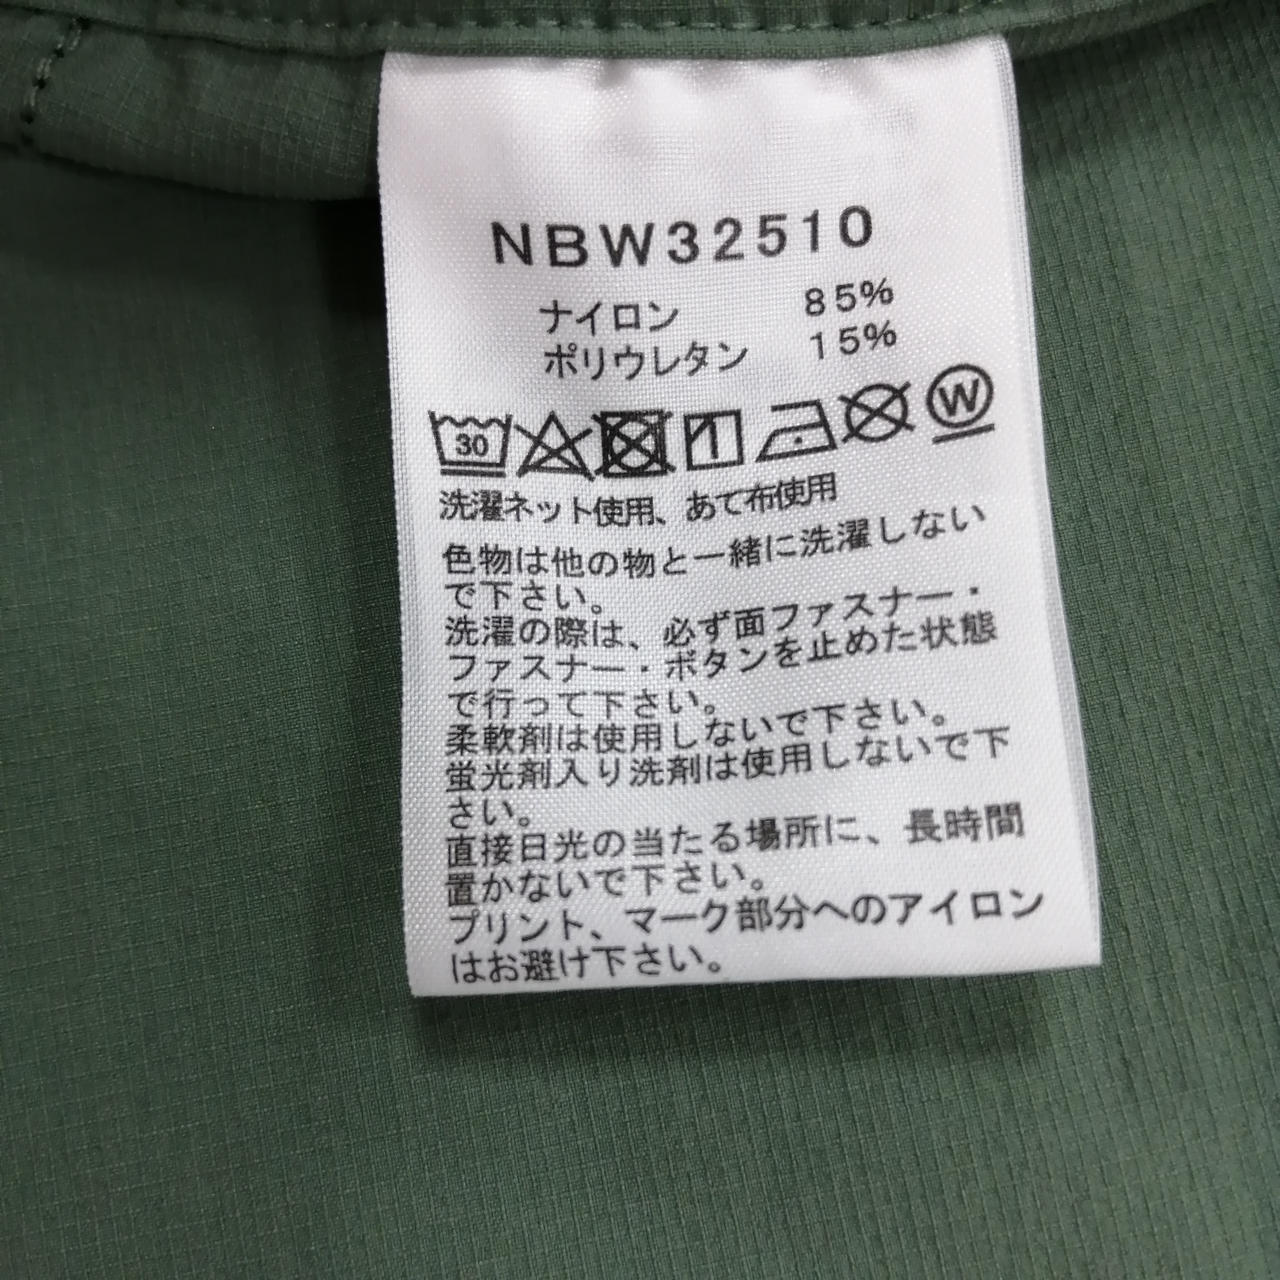 NBW32510
ナイロン 85%
ポリウレタン 15%
30 W
洗濯ネット使用、あて布使用
色物は他の物と一緒に洗濯しない
で下さい。
洗濯の際は、必ず面ファスナー・
ファスナー・ボタンを止めた状態
で行って下さい。
柔軟剤は使用しないで下さい。
蛍光剤入り洗剤は使用しないで下
さい。
直接日光の当たる場所に、長時間
置かないで下さい。
プリント、マーク部分へのアイロン
はお避け下さい。